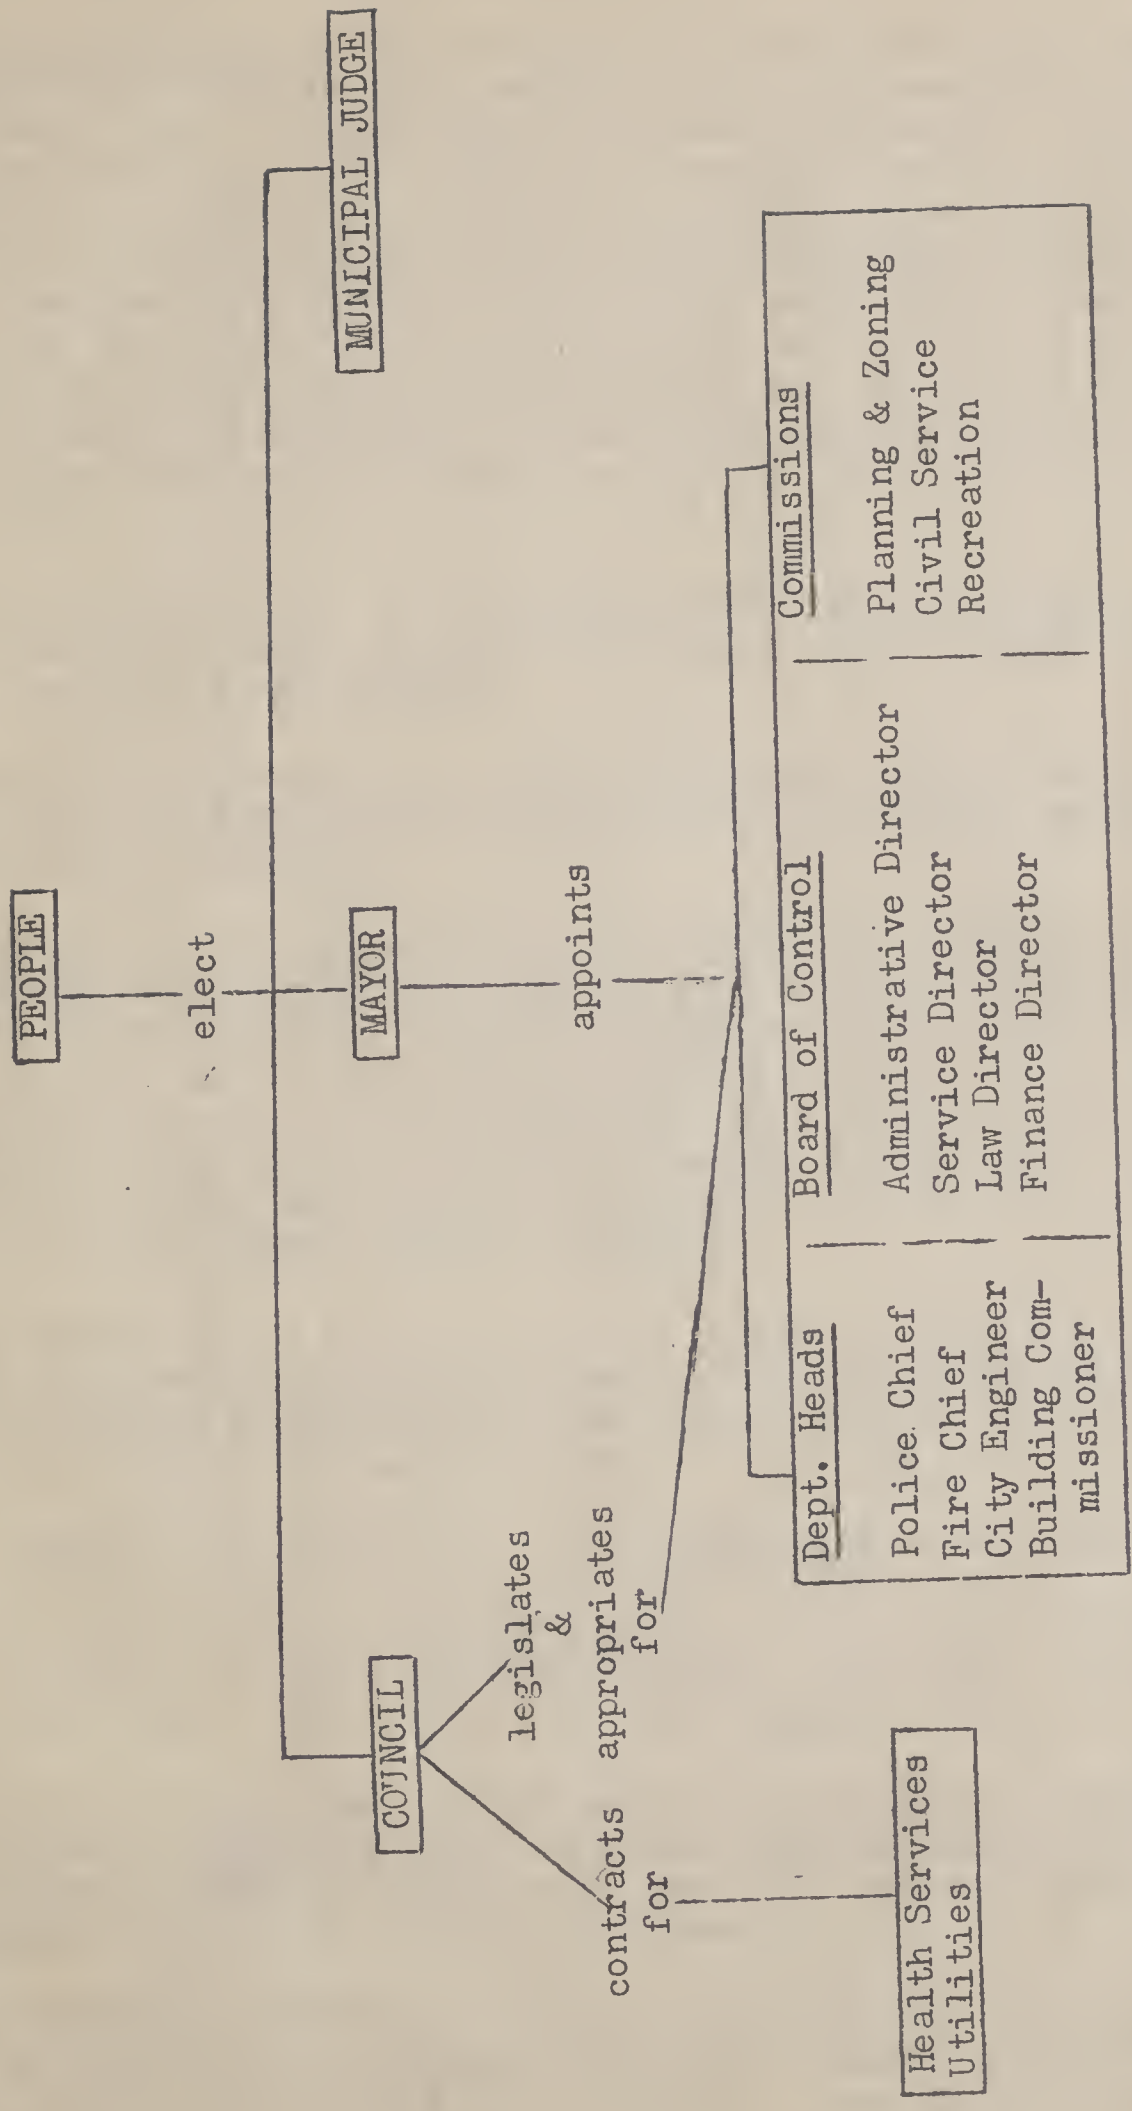 PEOPLE
elect
COUNCIL
MAYOR
MUNICIPAL JUDGE
legislates
&
appropriates
for
contracts
for
appoints
Health Services
Utilities
Dept. Heads
Police Chief
Fire Chief
City Engineer
Building Com-
missioner
Board of Control
Administrative Director
Service Director
Law Director
Finance Director
Commissions
Planning & Zoning
Civil Service
Recreation